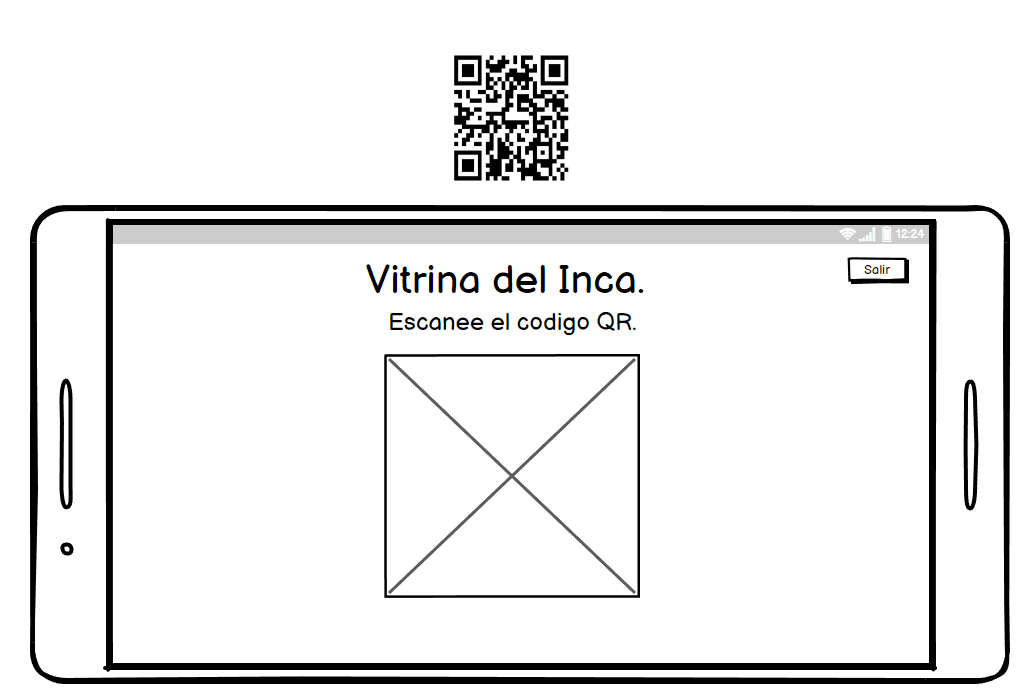 12:24
Salir
Vitrina del Inca.
Escanee el codigo QR.